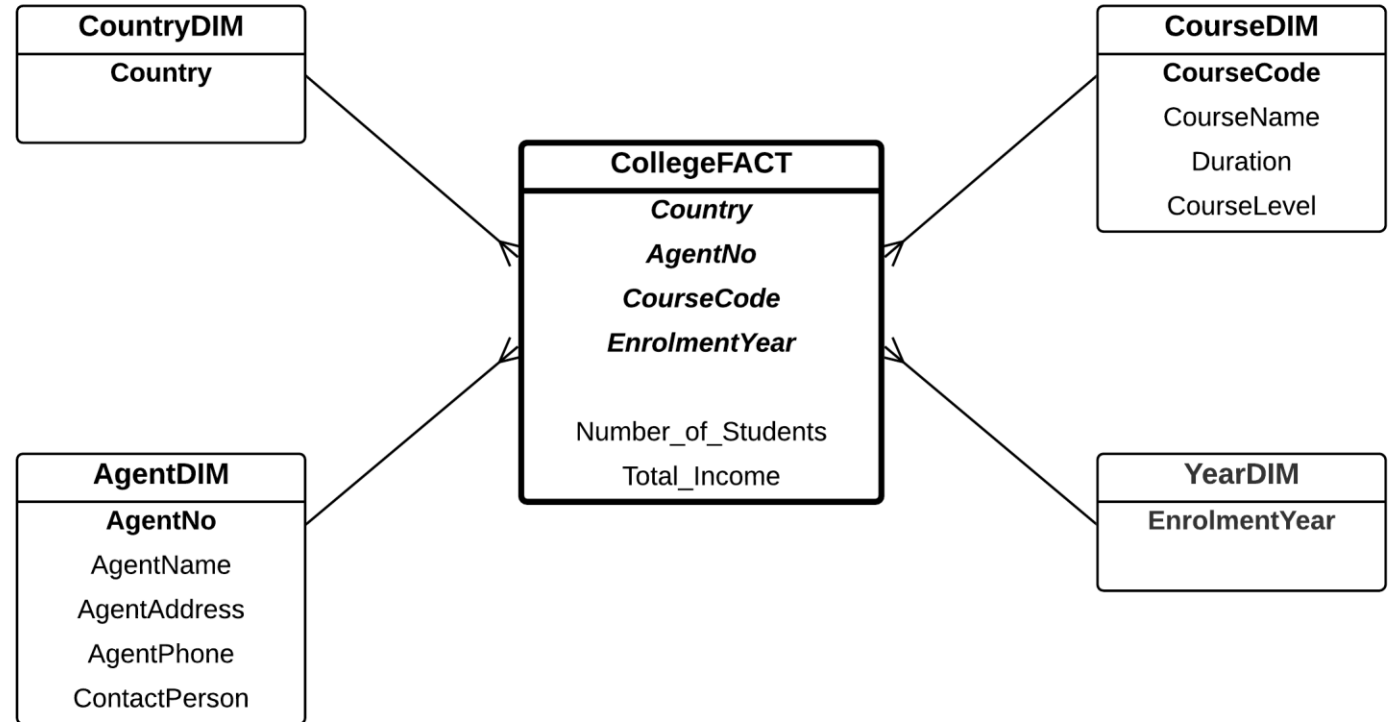 CountryDIM
Country
CourseDIM
CourseCode
CourseName
Duration
CourseLevel
CollegeFACT
Country
AgentNo
CourseCode
EnrolmentYear
Number_of_Students
Total_Income
AgentDIM
AgentNo
AgentName
AgentAddress
AgentPhone
ContactPerson
YearDIM
EnrolmentYear